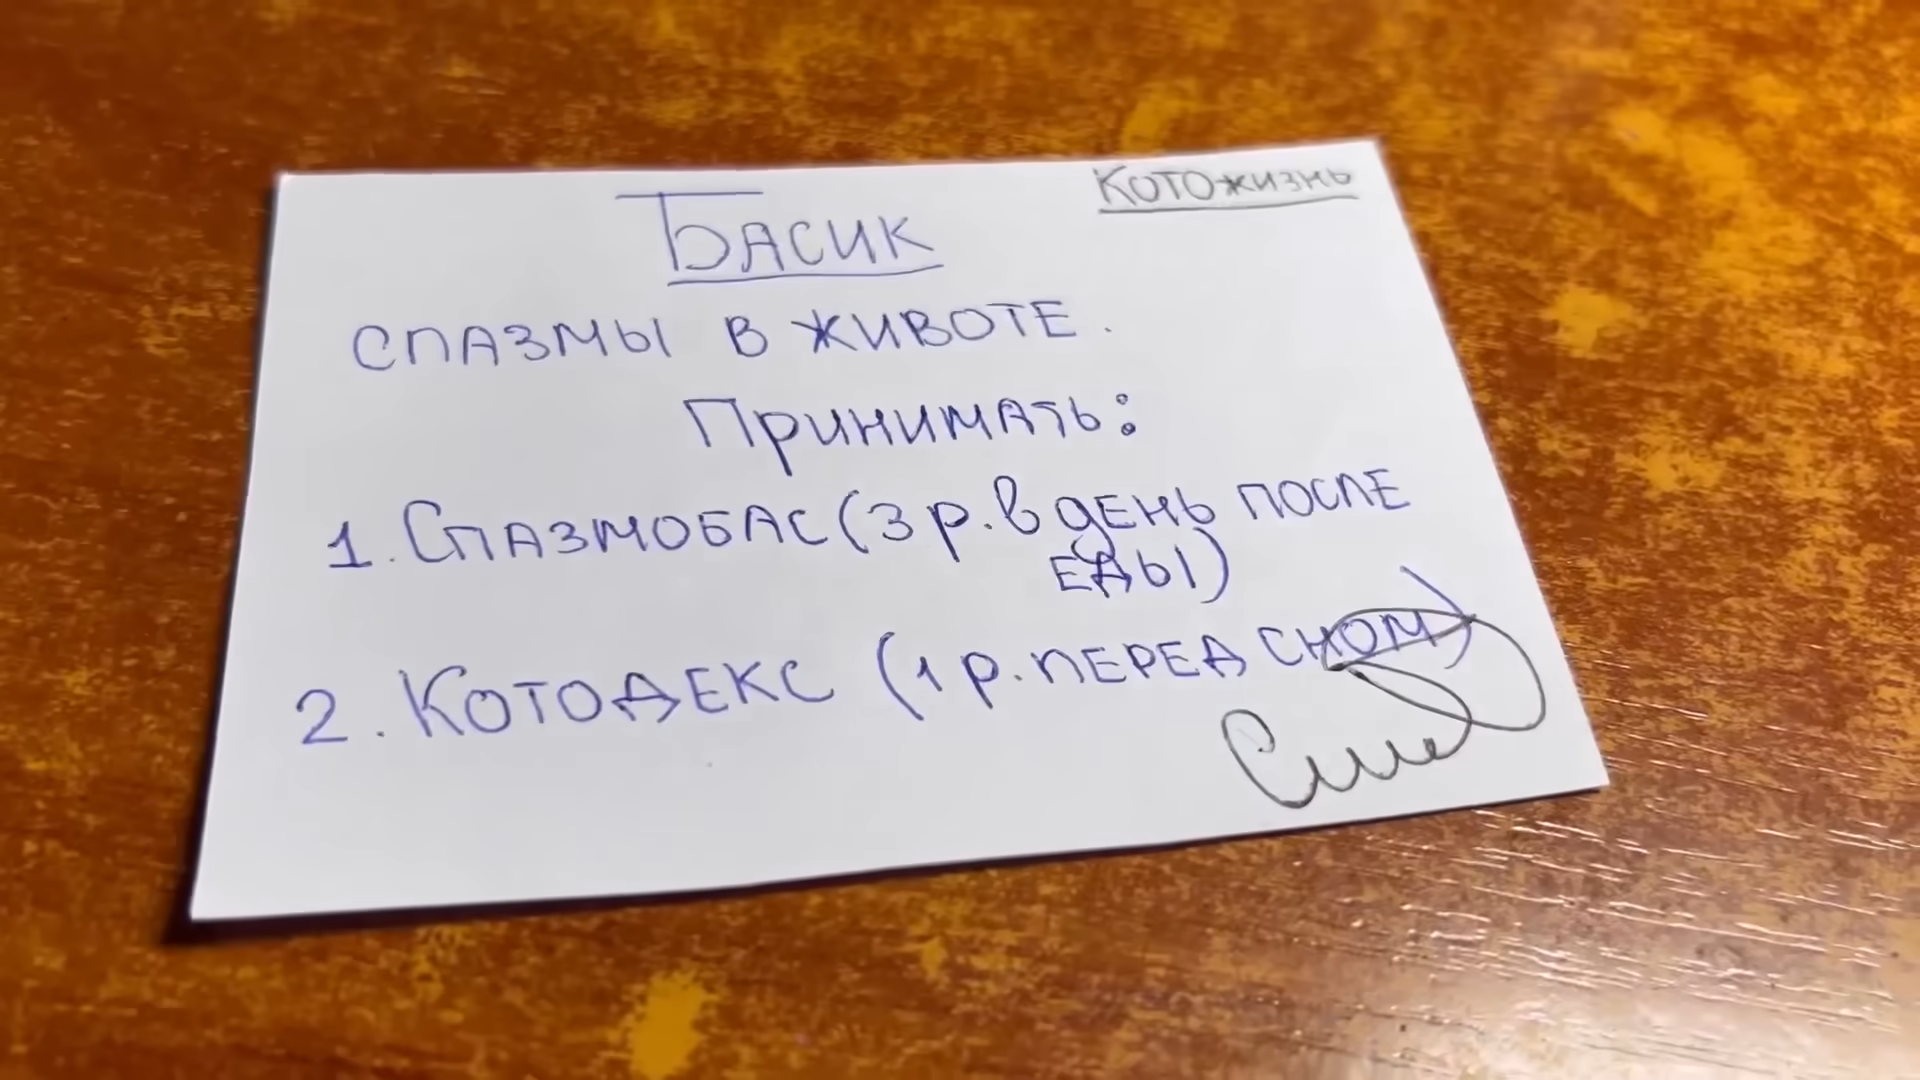 Котожизнь
Басик
спазмы в животе.
Принимать:
1. Спазмобас (3 р. в день после
еды)
2. Котодекс (1 р. перед сном)